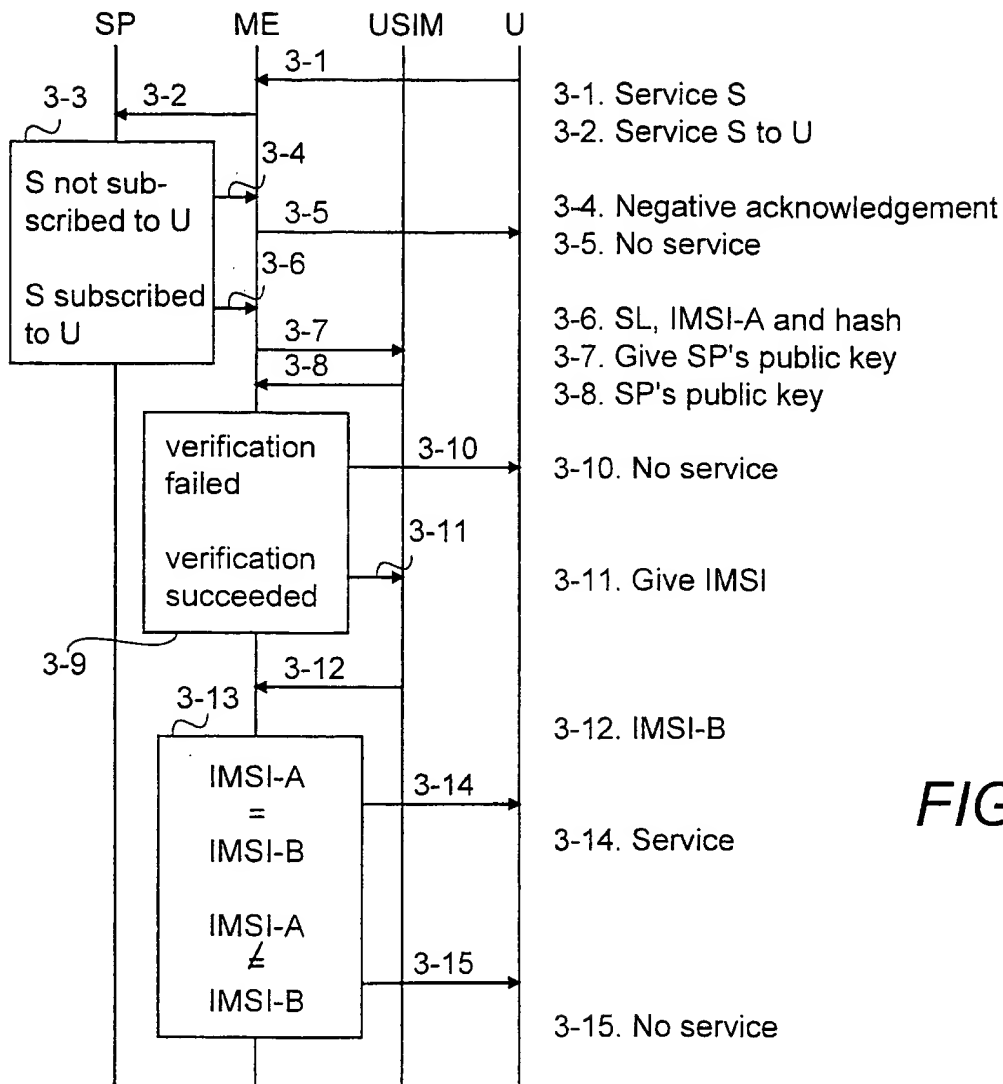 SP ME USIM U
3-1
3-3 3-2
3-4
S not sub-
scribed to U
3-5
3-6
S subscribed
to U
3-7
3-8
verification
failed
3-10
3-11
verification
succeeded
3-9
3-12
3-13
IMSI-A
=
IMSI-B
3-14
IMSI-A
≠
IMSI-B
3-15
3-1. Service S
3-2. Service S to U
3-4. Negative acknowledgement
3-5. No service
3-6. SL, IMSI-A and hash
3-7. Give SP's public key
3-8. SP's public key
3-10. No service
3-11. Give IMSI
3-12. IMSI-B
3-14. Service
3-15. No service
FIG